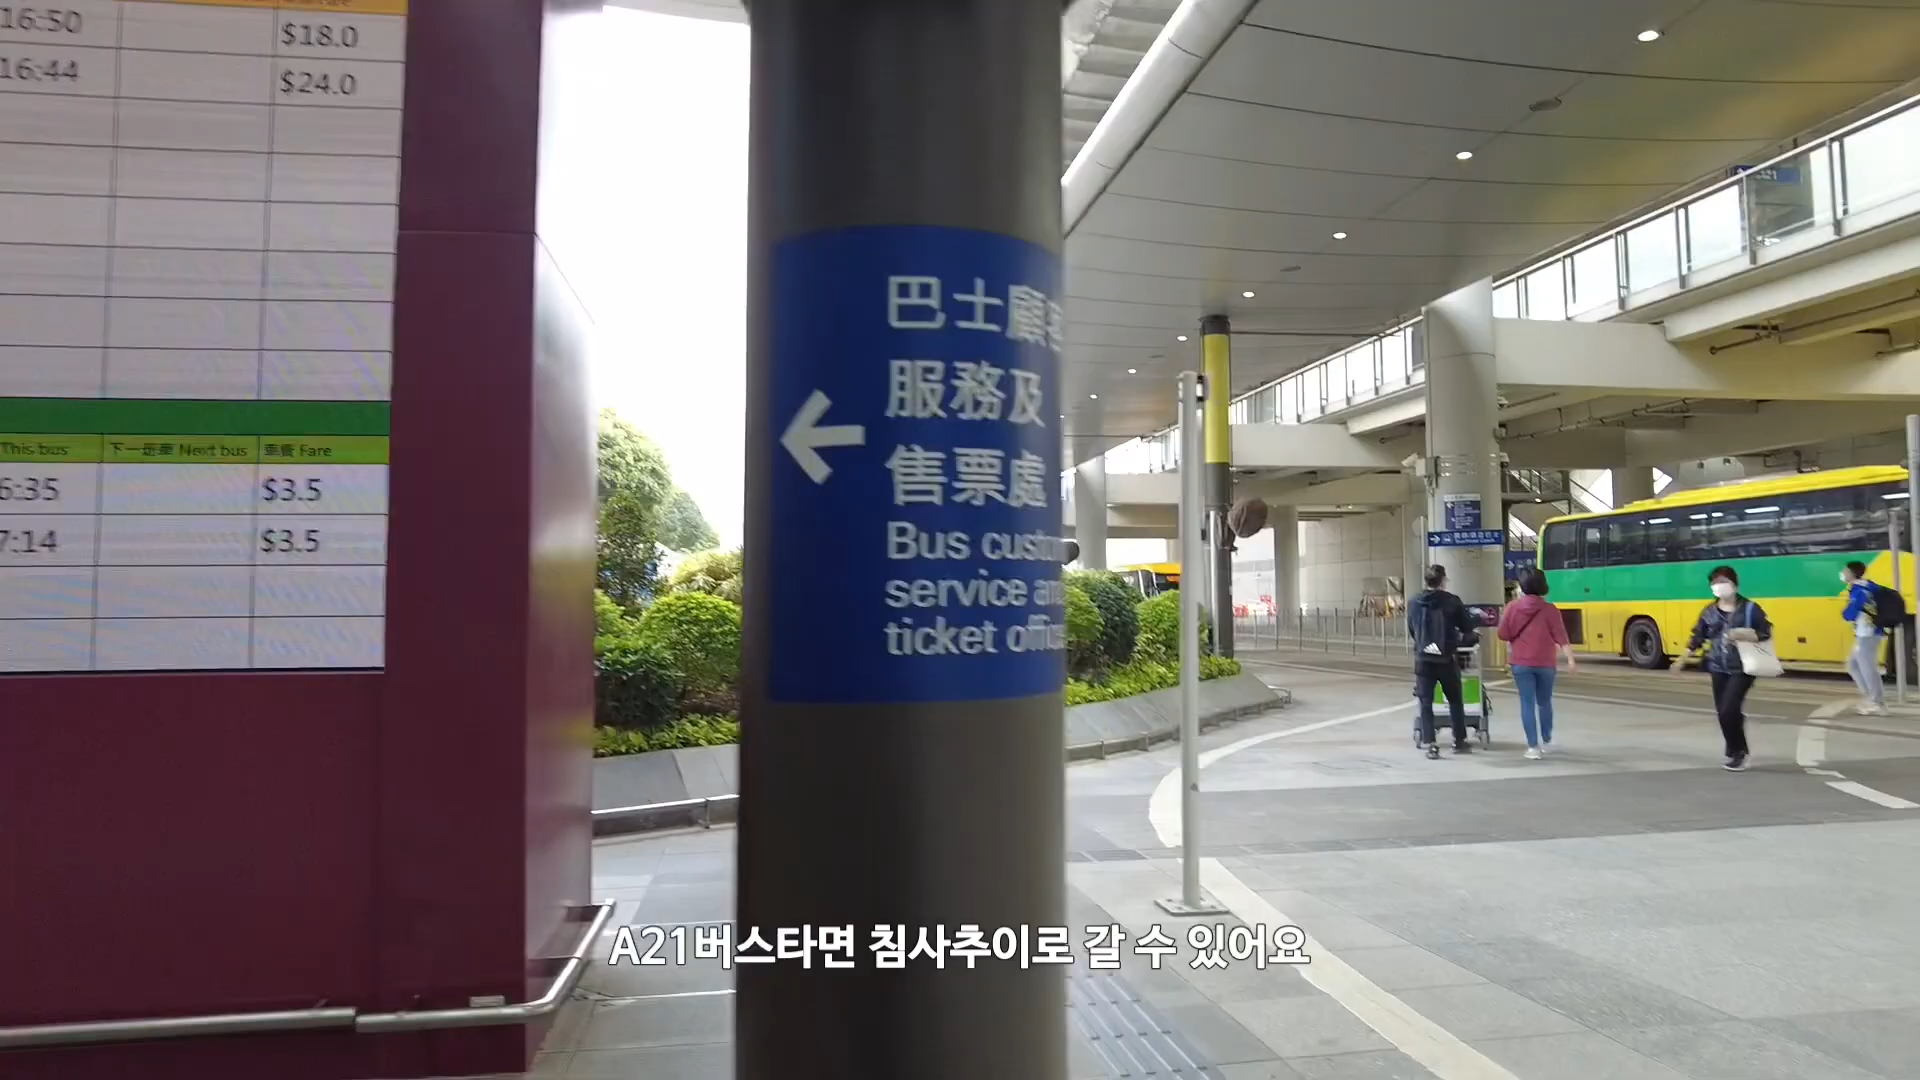 16:50 $18.0
16:44 $24.0
This bus 下一班車 Next bus 車費 Fare
6:35 $3.5
7:14 $3.5
巴士顧
服務及
售票處
Bus
service
ticket
A21버스타면 침사추이로 갈 수 있어요